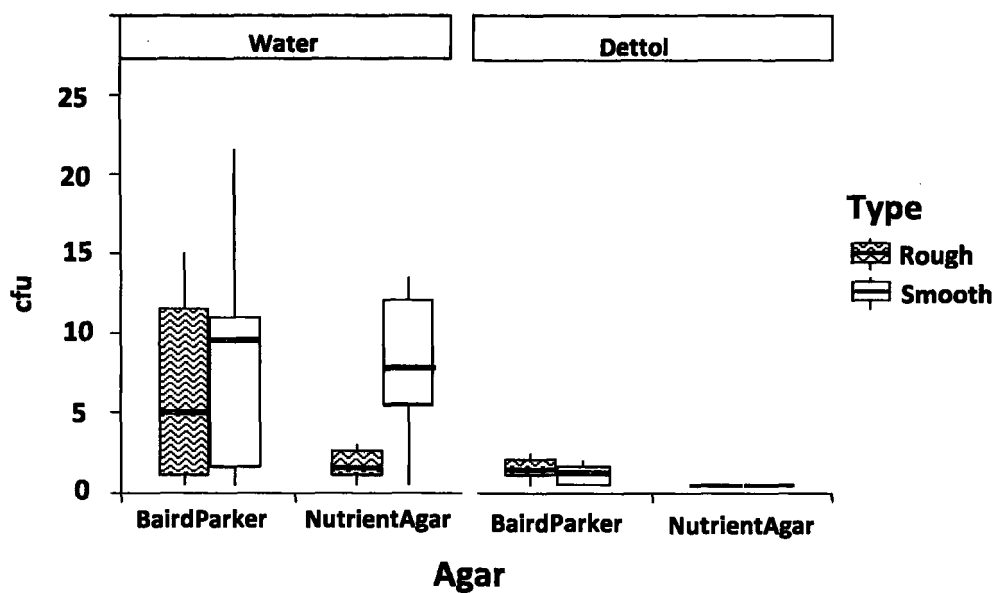 Water
Dettol
25
20
15
10
5
0
cfu
BairdParker
NutrientAgar
BairdParker
NutrientAgar
Agar
Type
Rough
Smooth